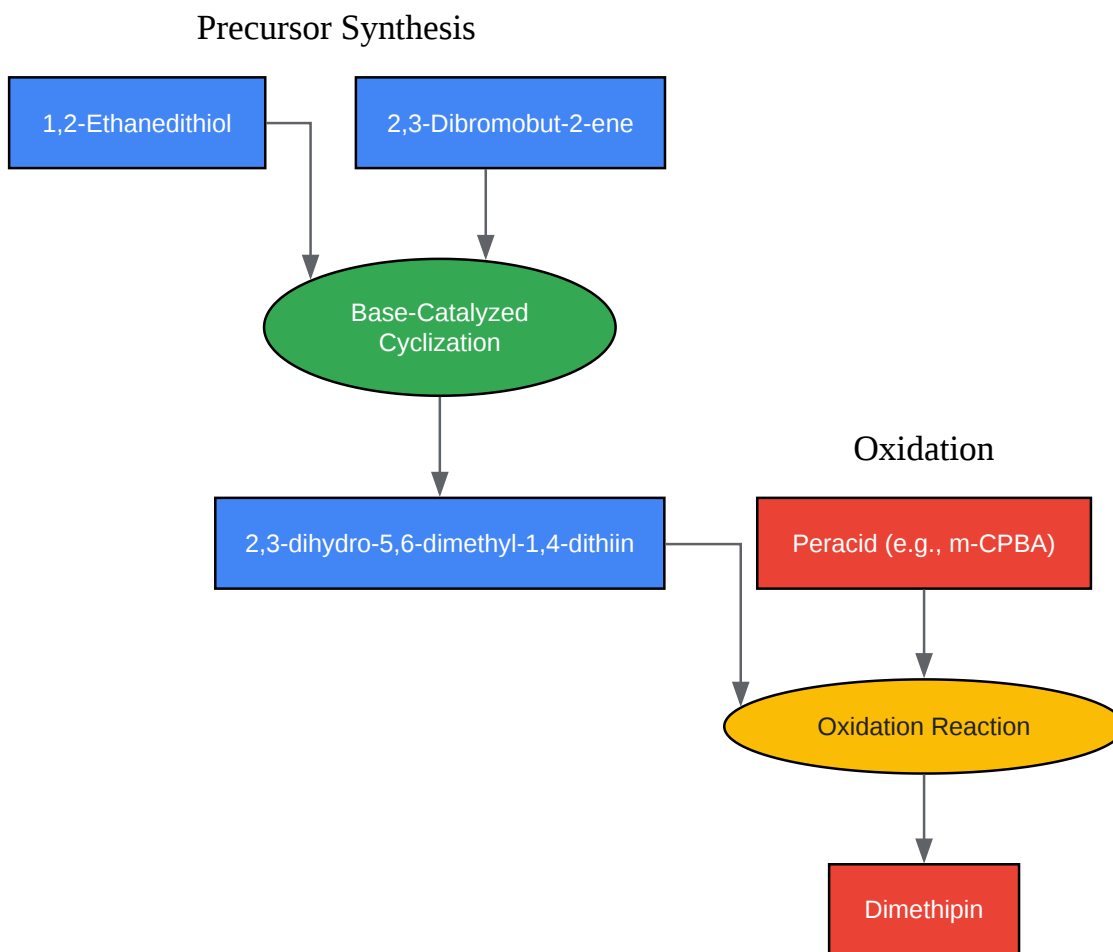 Precursor Synthesis
1,2-Ethanedithiol
2,3-Dibromobut-2-ene
Base-Catalyzed
Cyclization
Oxidation
2,3-dihydro-5,6-dimethyl-1,4-dithiin
Peracid (e.g., m-CPBA)
Oxidation Reaction
Dimethipin